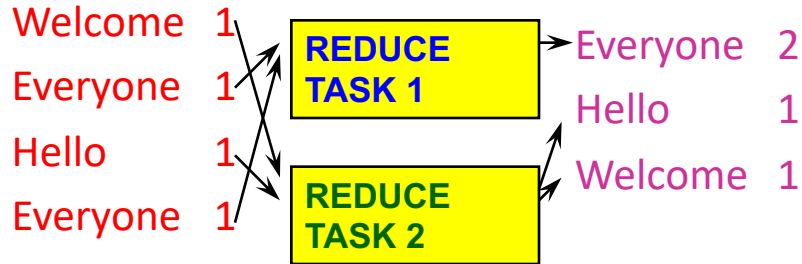 Welcome 1
Everyone 1
Hello 1
Everyone 1
REDUCE
TASK 1
REDUCE
TASK 2
Everyone 2
Hello 1
Welcome 1